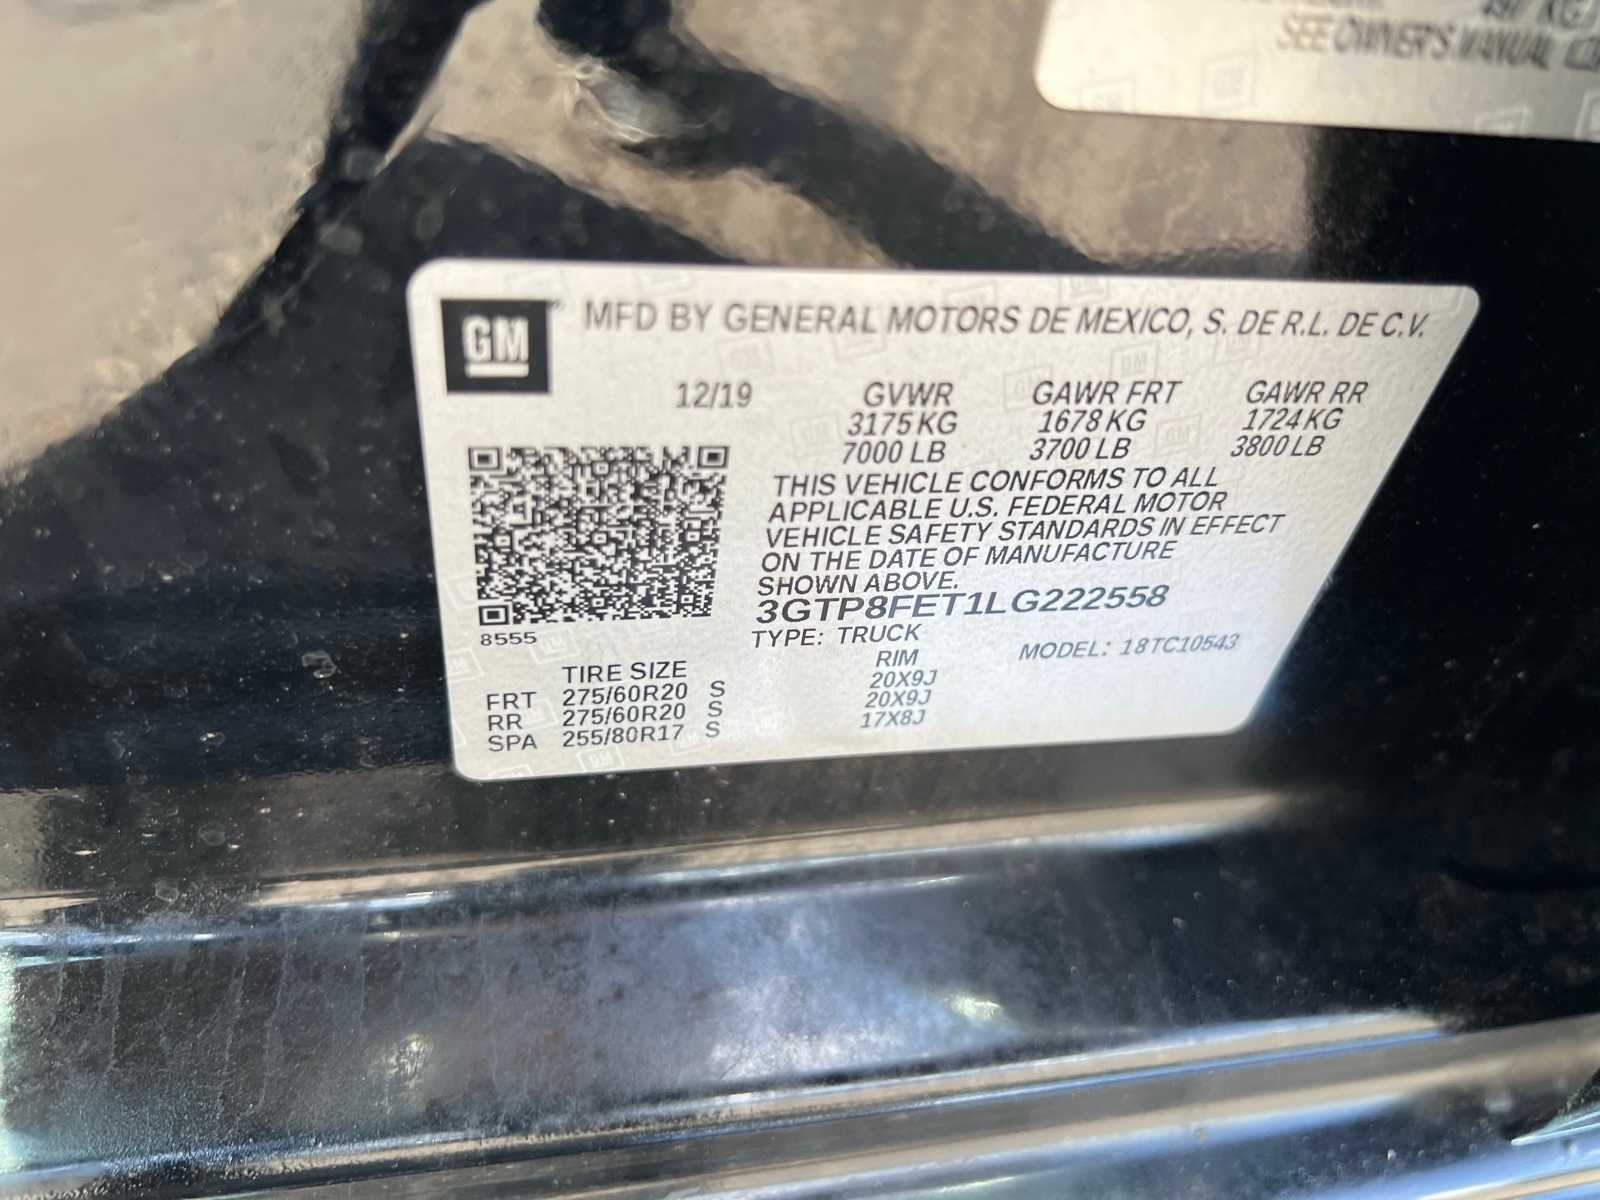 SEE OWNER'S MANUAL
GM
MFD BY GENERAL MOTORS DE MEXICO, S. DE R.L. DE C.V.
12/19 GVWR GAWR FRT GAWR RR
3175 KG 1678 KG 1724 KG
7000 LB 3700 LB 3800 LB
THIS VEHICLE CONFORMS TO ALL
APPLICABLE U.S. FEDERAL MOTOR
VEHICLE SAFETY STANDARDS IN EFFECT
ON THE DATE OF MANUFACTURE
SHOWN ABOVE.
3GTP8FET1LG222558
8555
TYPE: TRUCK MODEL: 18TC10543
TIRE SIZE RIM
FRT 275/60R20 S 20X9J
RR 275/60R20 S 20X9J
SPA 255/80R17 S 17X8J